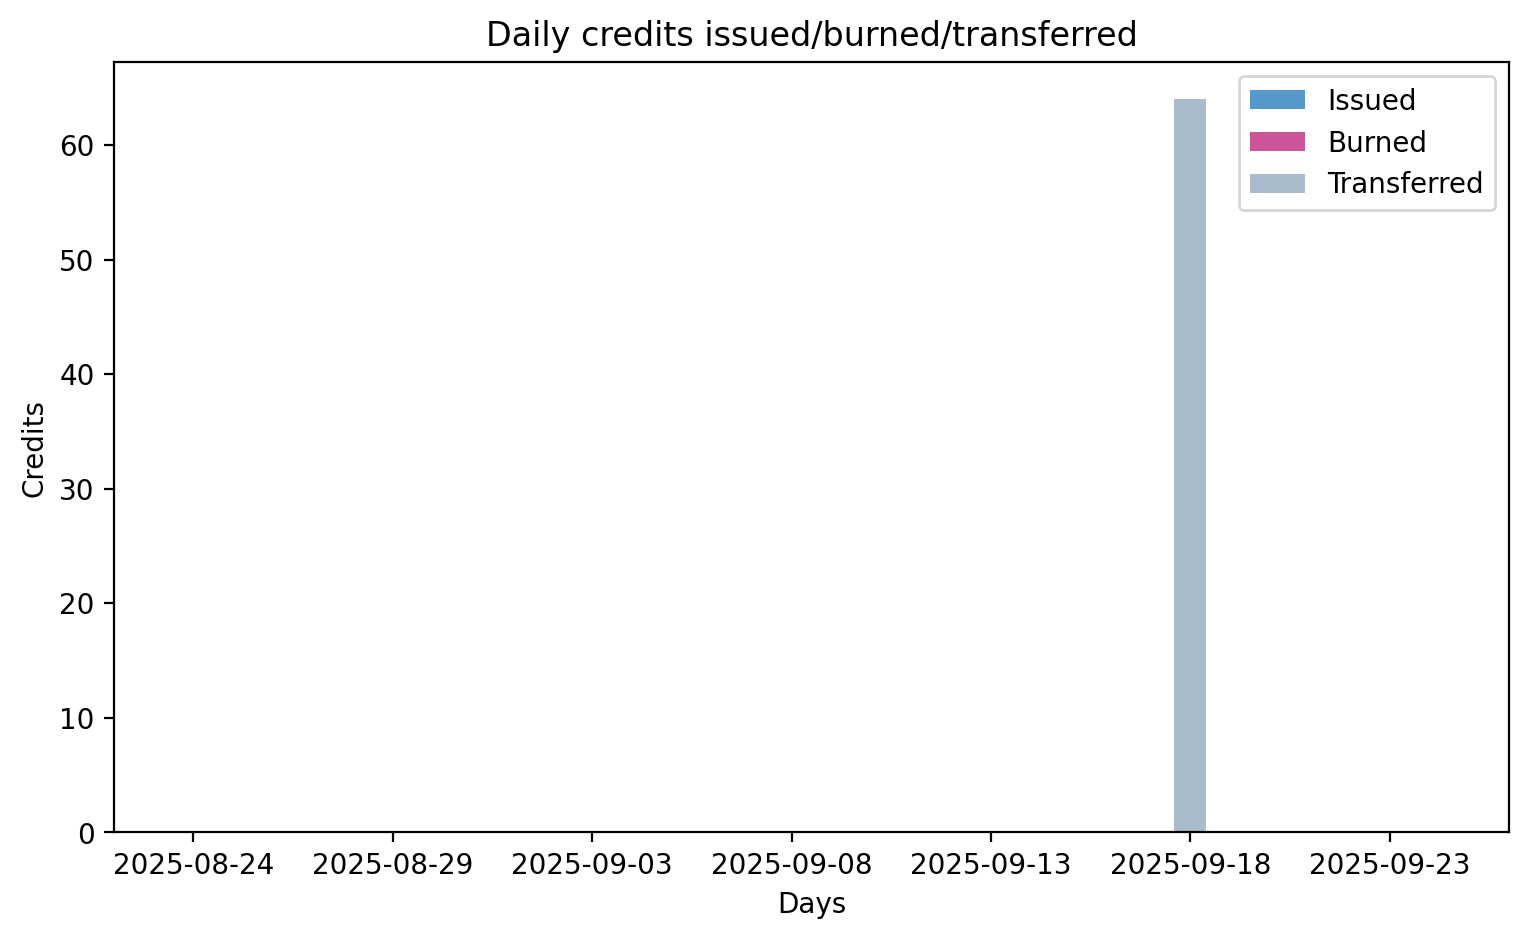 Daily credits issued/burned/transferred
Issued
Burned
Transferred
60
50
40
30
20
10
0
Credits
2025-08-24 2025-08-29 2025-09-03 2025-09-08 2025-09-13 2025-09-18 2025-09-23
Days